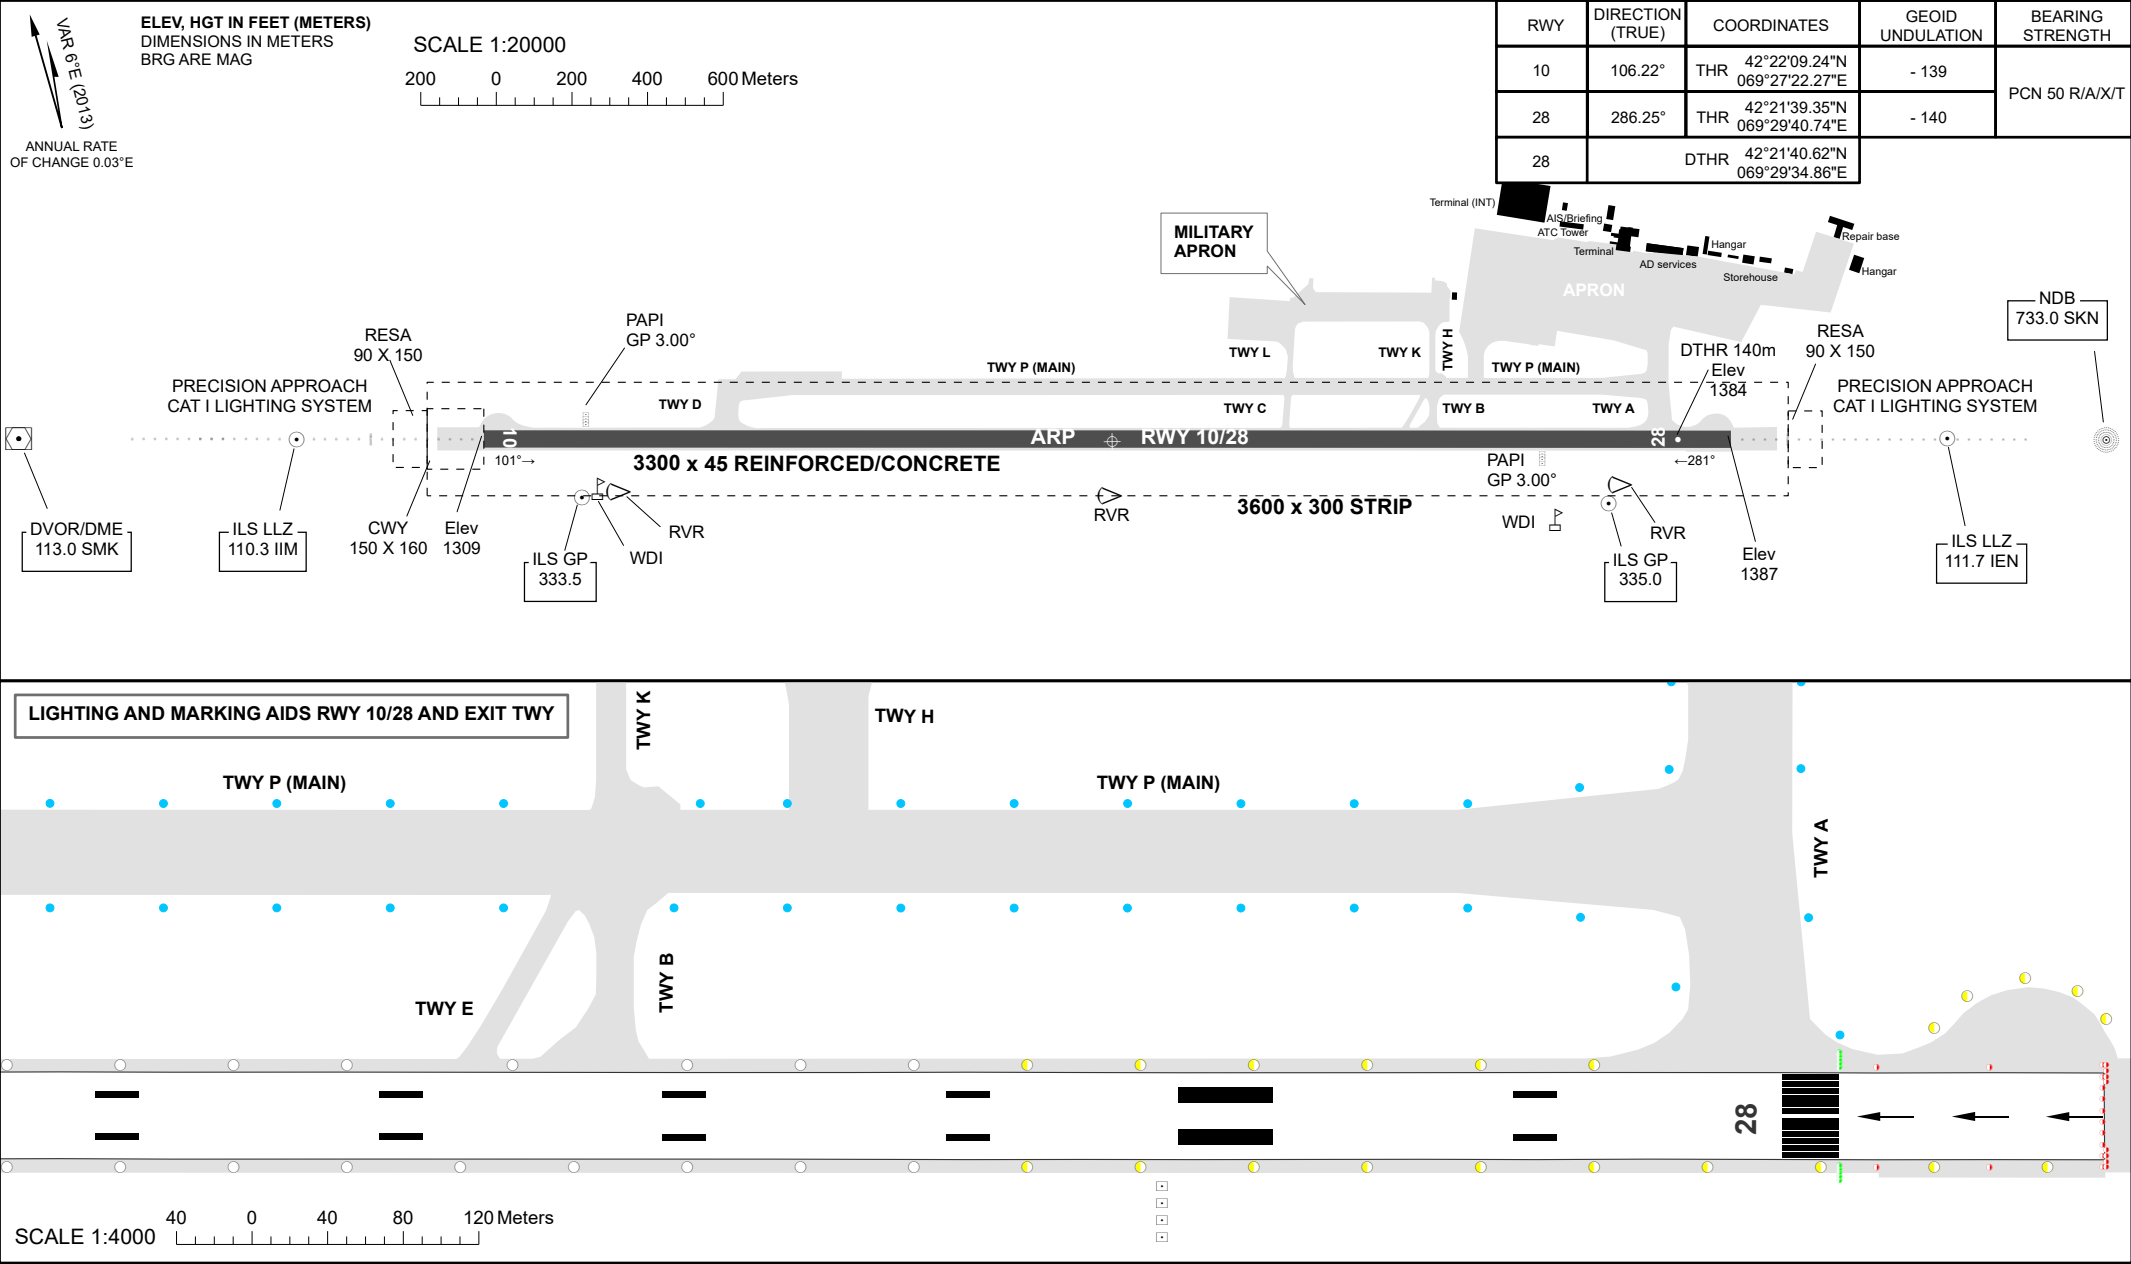 VAR 6°E (2013)
ANNUAL RATE
OF CHANGE 0.03°E
ELEV, HGT IN FEET (METERS)
DIMENSIONS IN METERS
BRG ARE MAG
SCALE 1:20000
200 0 200 400 600 Meters
RWY DIRECTION (TRUE) COORDINATES GEOID UNDULATION BEARING STRENGTH
10 106.22° THR 42°22'09.24"N 069°27'22.27"E - 139 PCN 50 R/A/X/T
28 286.25° THR 42°21'39.35"N 069°29'40.74"E - 140
28 DTHR 42°21'40.62"N 069°29'34.86"E
Terminal (INT)
AIS/Briefing
ATC Tower
Terminal
AD services
Hangar
Storehouse
Repair base
Hangar
MILITARY
APRON
APRON
NDB
733.0 SKN
RESA
90 X 150
PAPI
GP 3.00°
TWY L
TWY K
TWY H
DTHR 140m
Elev
1384
RESA
90 X 150
TWY P (MAIN)
TWY P (MAIN)
PRECISION APPROACH
CAT I LIGHTING SYSTEM
PRECISION APPROACH
CAT I LIGHTING SYSTEM
TWY D
TWY C
TWY B
TWY A
10
ARP
RWY 10/28
28
101°→
3300 x 45 REINFORCED/CONCRETE
PAPI
GP 3.00°
←281°
3600 x 300 STRIP
DVOR/DME
113.0 SMK
ILS LLZ
110.3 IIM
CWY
150 X 160
Elev
1309
ILS GP
333.5
WDI
RVR
RVR
WDI
RVR
ILS GP
335.0
Elev
1387
ILS LLZ
111.7 IEN
LIGHTING AND MARKING AIDS RWY 10/28 AND EXIT TWY
TWY K
TWY H
TWY P (MAIN)
TWY P (MAIN)
TWY A
TWY E
TWY B
28
SCALE 1:4000
40 0 40 80 120 Meters